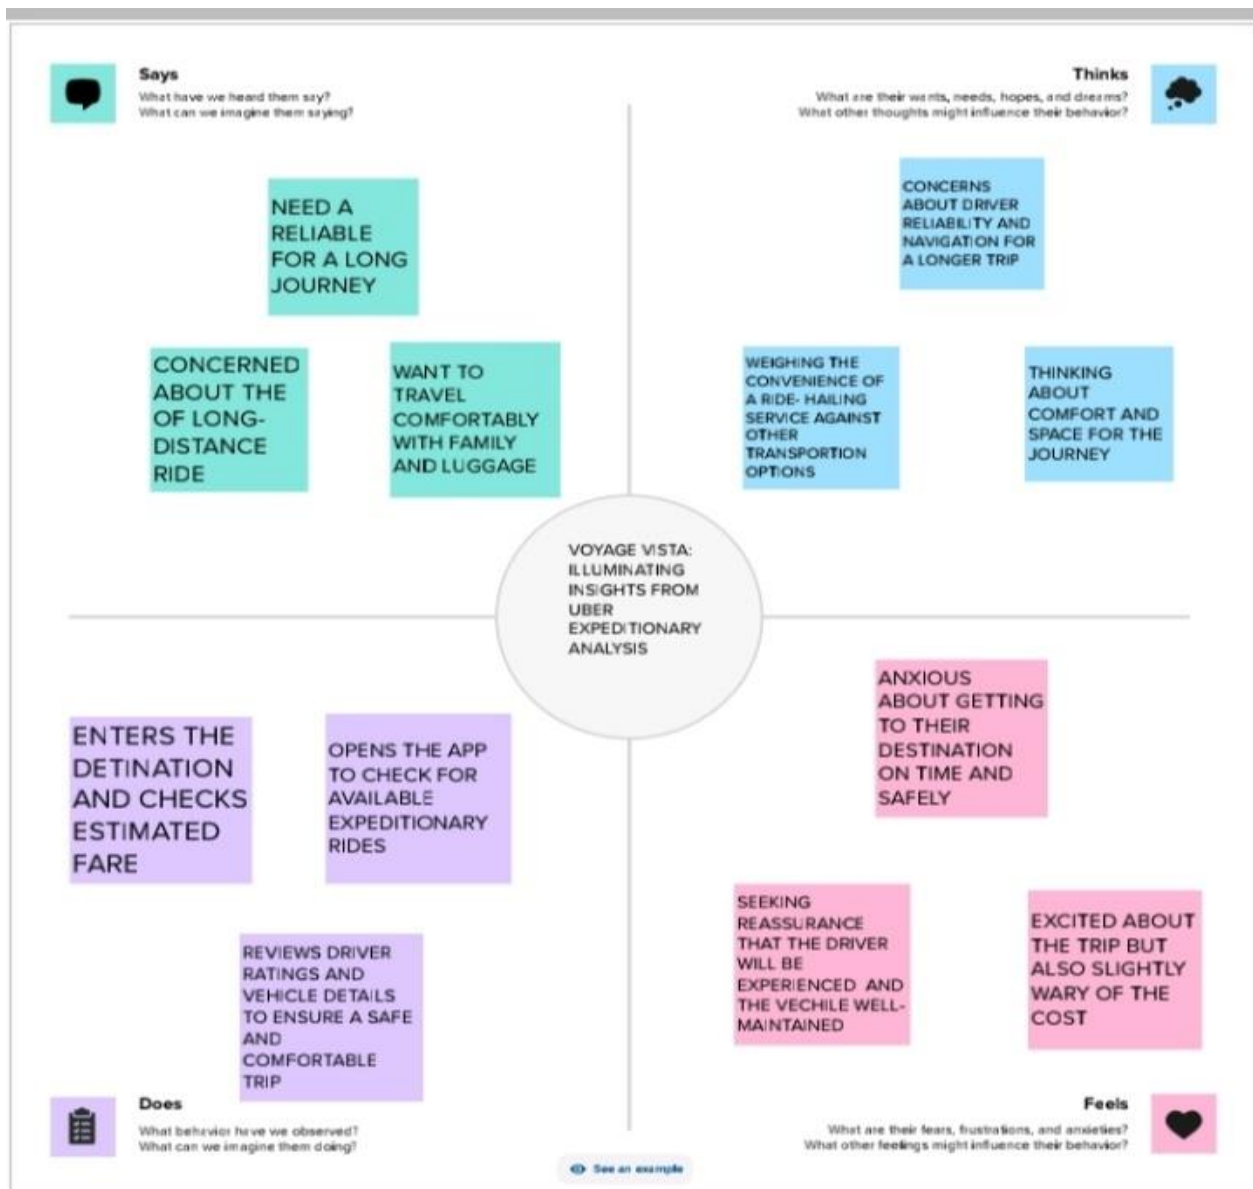 Says
What have we heard them say?
What can we imagine them saying?
Thinks
What are their wants, needs, hopes, and dreams?
What other thoughts might influence their behavior?
NEED A
RELIABLE
FOR A LONG
JOURNEY
CONCERNED
ABOUT THE
OF LONG-
DISTANCE
RIDE
WANT TO
TRAVEL
COMFORTABLY
WITH FAMILY
AND LUGGAGE
CONCERNS
ABOUT DRIVER
RELIABILITY AND
NAVIGATION FOR
A LONGER TRIP
WEIGHING THE
CONVENIENCE OF
A RIDE- HAILING
SERVICE AGAINST
OTHER
TRANSPORTION
OPTIONS
THINKING
ABOUT
COMFORT AND
SPACE FOR THE
JOURNEY
VOYAGE VISTA:
ILLUMINATING
INSIGHTS FROM
UBER
EXPEDITIONARY
ANALYSIS
ENTERS THE
DETINATION
AND CHECKS
ESTIMATED
FARE
OPENS THE APP
TO CHECK FOR
AVAILABLE
EXPEDITIONARY
RIDES
REVIEWS DRIVER
RATINGS AND
VEHICLE DETAILS
TO ENSURE A SAFE
AND
COMFORTABLE
TRIP
ANXIOUS
ABOUT GETTING
TO THEIR
DESTINATION
ON TIME AND
SAFELY
SEEKING
REASSURANCE
THAT THE DRIVER
WILL BE
EXPERIENCED AND
THE VECHILE WELL-
MAINTAINED
EXCITED ABOUT
THE TRIP BUT
ALSO SLIGHTLY
WARY OF THE
COST
Does
What behavior have we observed?
What can we imagine them doing?
Feels
What are their fears, frustrations, and anxieties?
What other feelings might influence their behavior?
See an example